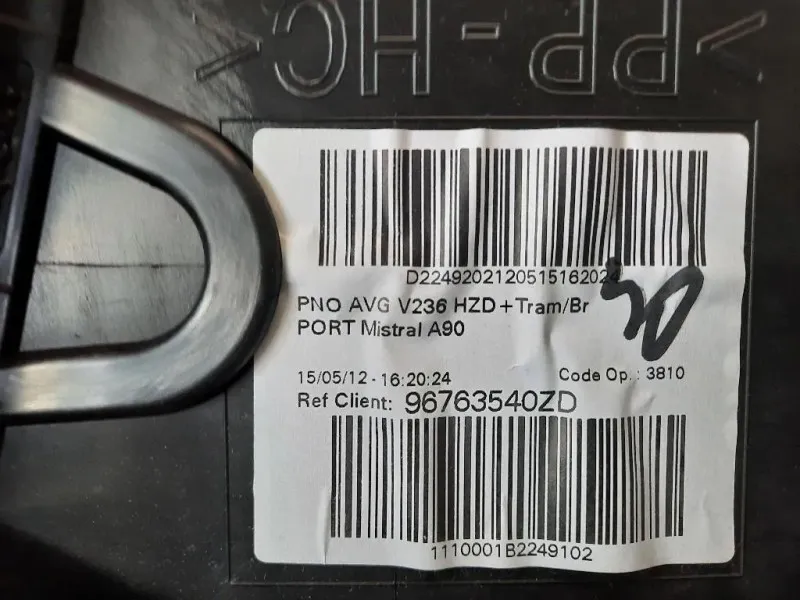 >PP-HC<
D2249202120515162024
PNO AVG V236 HZD+Tram/Br
PORT Mistral A90
15/05/12 - 16:20:24 Code Op. : 3810
Ref Client: 96763540ZD
1110001B2249102